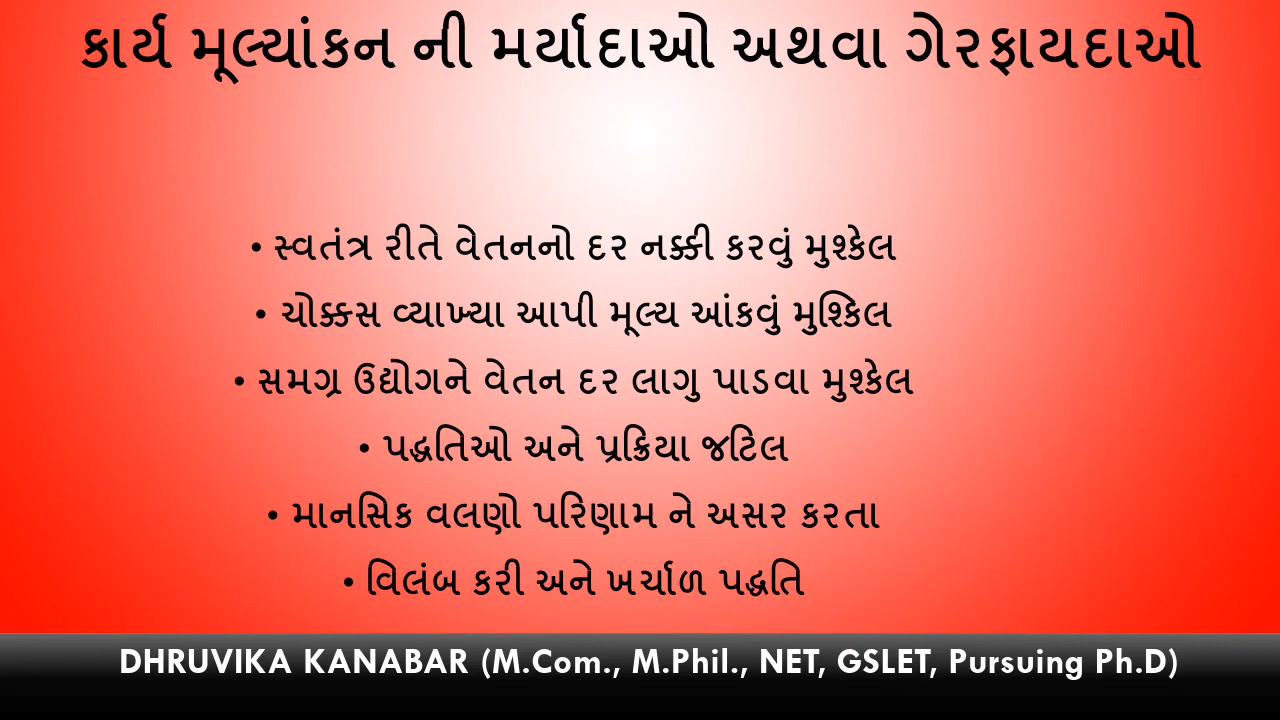 કાર્ય મૂલ્યાંકન ની મર્યાદાઓ અથવા ગેરફાયદાઓ
• સ્વતંત્ર રીતે વેતનનો દર નક્કી કરવું મુશ્કેલ
• ચોક્કસ વ્યાખ્યા આપી મૂલ્ય આંકવું મુશ્કિલ
• સમગ્ર ઉદ્યોગને વેતન દર લાગુ પાડવા મુશ્કેલ
• પદ્ધતિઓ અને પ્રક્રિયા જટિલ
• માનસિક વલણો પરિણામ ને અસર કરતા
• વિલંબ કરી અને ખર્ચાળ પદ્ધતિ
DHRUVIKA KANABAR (M.Com., M.Phil., NET, GSLET, Pursuing Ph.D)